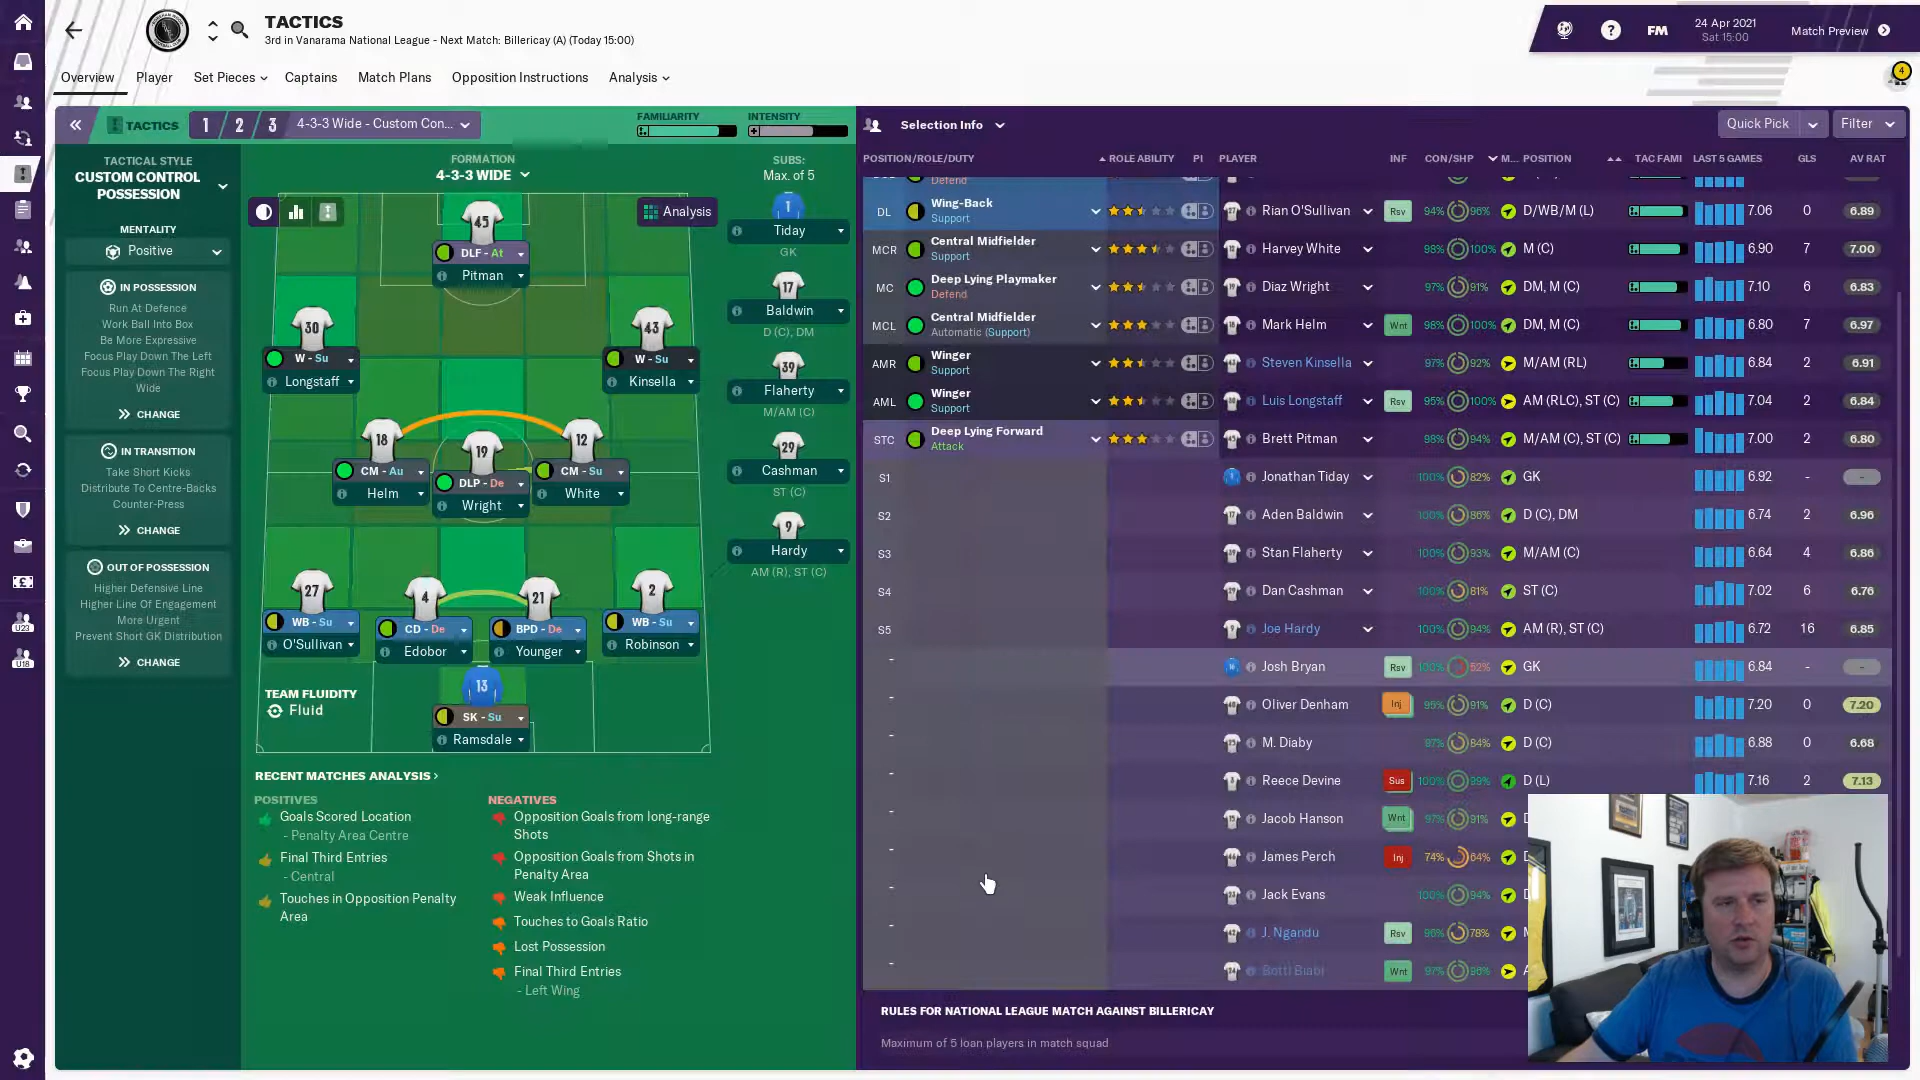 TACTICS
3rd in Vanarama National League - Next Match: Billericay (A) (Today 15:00)
FM
24 Apr 2021
Sat 15:00
Match Preview
4
Overview
Player
Set Pieces
Captains
Match Plans
Opposition Instructions
Analysis
TACTICS
1
2
3
4-3-3 Wide - Custom Con...
FAMILIARITY
INTENSITY
TACTICAL STYLE
CUSTOM CONTROL
POSSESSION
MENTALITY
Positive
IN POSSESSION
Run At Defence
Work Ball Into Box
Be More Expressive
Focus Play Down The Left
Focus Play Down The Right
Wide
CHANGE
IN TRANSITION
Take Short Kicks
Distribute To Centre-Backs
Counter-Press
CHANGE
OUT OF POSSESSION
Higher Defensive Line
Higher Line Of Engagement
More Urgent
Prevent Short GK Distribution
CHANGE
U23
U18
FORMATION
4-3-3 WIDE
Analysis
45
DLF - At
Pitman
30
W - Su
Longstaff
43
W - Su
Kinsella
18
CM - Au
Helm
19
DLP - De
Wright
12
CM - Su
White
27
WB - Su
O'Sullivan
4
CD - De
Edobor
21
BPD - De
Younger
2
WB - Su
Robinson
13
SK - Su
Ramsdale
TEAM FLUIDITY
Fluid
SUBS:
Max. of 5
1
Tiday
GK
17
Baldwin
D (C), DM
39
Flaherty
M/AM (C)
29
Cashman
ST (C)
9
Hardy
AM (R), ST (C)
RECENT MATCHES ANALYSIS
POSITIVES
Goals Scored Location
- Penalty Area Centre
Final Third Entries
- Central
Touches in Opposition Penalty
Area
NEGATIVES
Opposition Goals from long-range
Shots
Opposition Goals from Shots in
Penalty Area
Weak Influence
Touches to Goals Ratio
Lost Possession
Final Third Entries
- Left Wing
Selection Info
Quick Pick
Filter
POSITION/ROLE/DUTY ROLE ABILITY PI PLAYER INF CON/SHP M... POSITION TAC FAMI LAST 5 GAMES GLS AV RAT
Defend
DL Wing-Back Support Rian O'Sullivan Rsv 94% 96% D/WB/M (L) 7.06 0 6.89
MCR Central Midfielder Support Harvey White 98% 100% M (C) 6.90 7 7.00
MC Deep Lying Playmaker Defend Diaz Wright 97% 91% DM, M (C) 7.10 6 6.83
MCL Central Midfielder Automatic (Support) Mark Helm Wnt 98% 100% DM, M (C) 6.80 7 6.97
AMR Winger Support Steven Kinsella 97% 92% M/AM (RL) 6.84 2 6.91
AML Winger Support Luis Longstaff Rsv 95% 100% AM (RLC), ST (C) 7.04 2 6.84
STC Deep Lying Forward Attack Brett Pitman 98% 94% M/AM (C), ST (C) 7.00 2 6.80
S1 Jonathan Tiday 100% 82% GK 6.92 - -
S2 Aden Baldwin 100% 86% D (C), DM 6.74 2 6.96
S3 Stan Flaherty 100% 93% M/AM (C) 6.64 4 6.86
S4 Dan Cashman 100% 81% ST (C) 7.02 6 6.76
S5 Joe Hardy 100% 94% AM (R), ST (C) 6.72 16 6.85
- Josh Bryan Rsv 100% 52% GK 6.84 - -
- Oliver Denham Inj 95% 91% D (C) 7.20 0 7.20
- M. Diaby 97% 84% D (C) 6.88 0 6.68
- Reece Devine Sus 100% 99% D (L) 7.16 2 7.13
- Jacob Hanson Wnt 97% 91% D
- James Perch Inj 74% 64% D
- Jack Evans 100% 94% D
- J. Ngandu Rsv 96% 78% M
- Botti Biabi Wnt 97% 96% A
RULES FOR NATIONAL LEAGUE MATCH AGAINST BILLERICAY
Maximum of 5 loan players in match squad